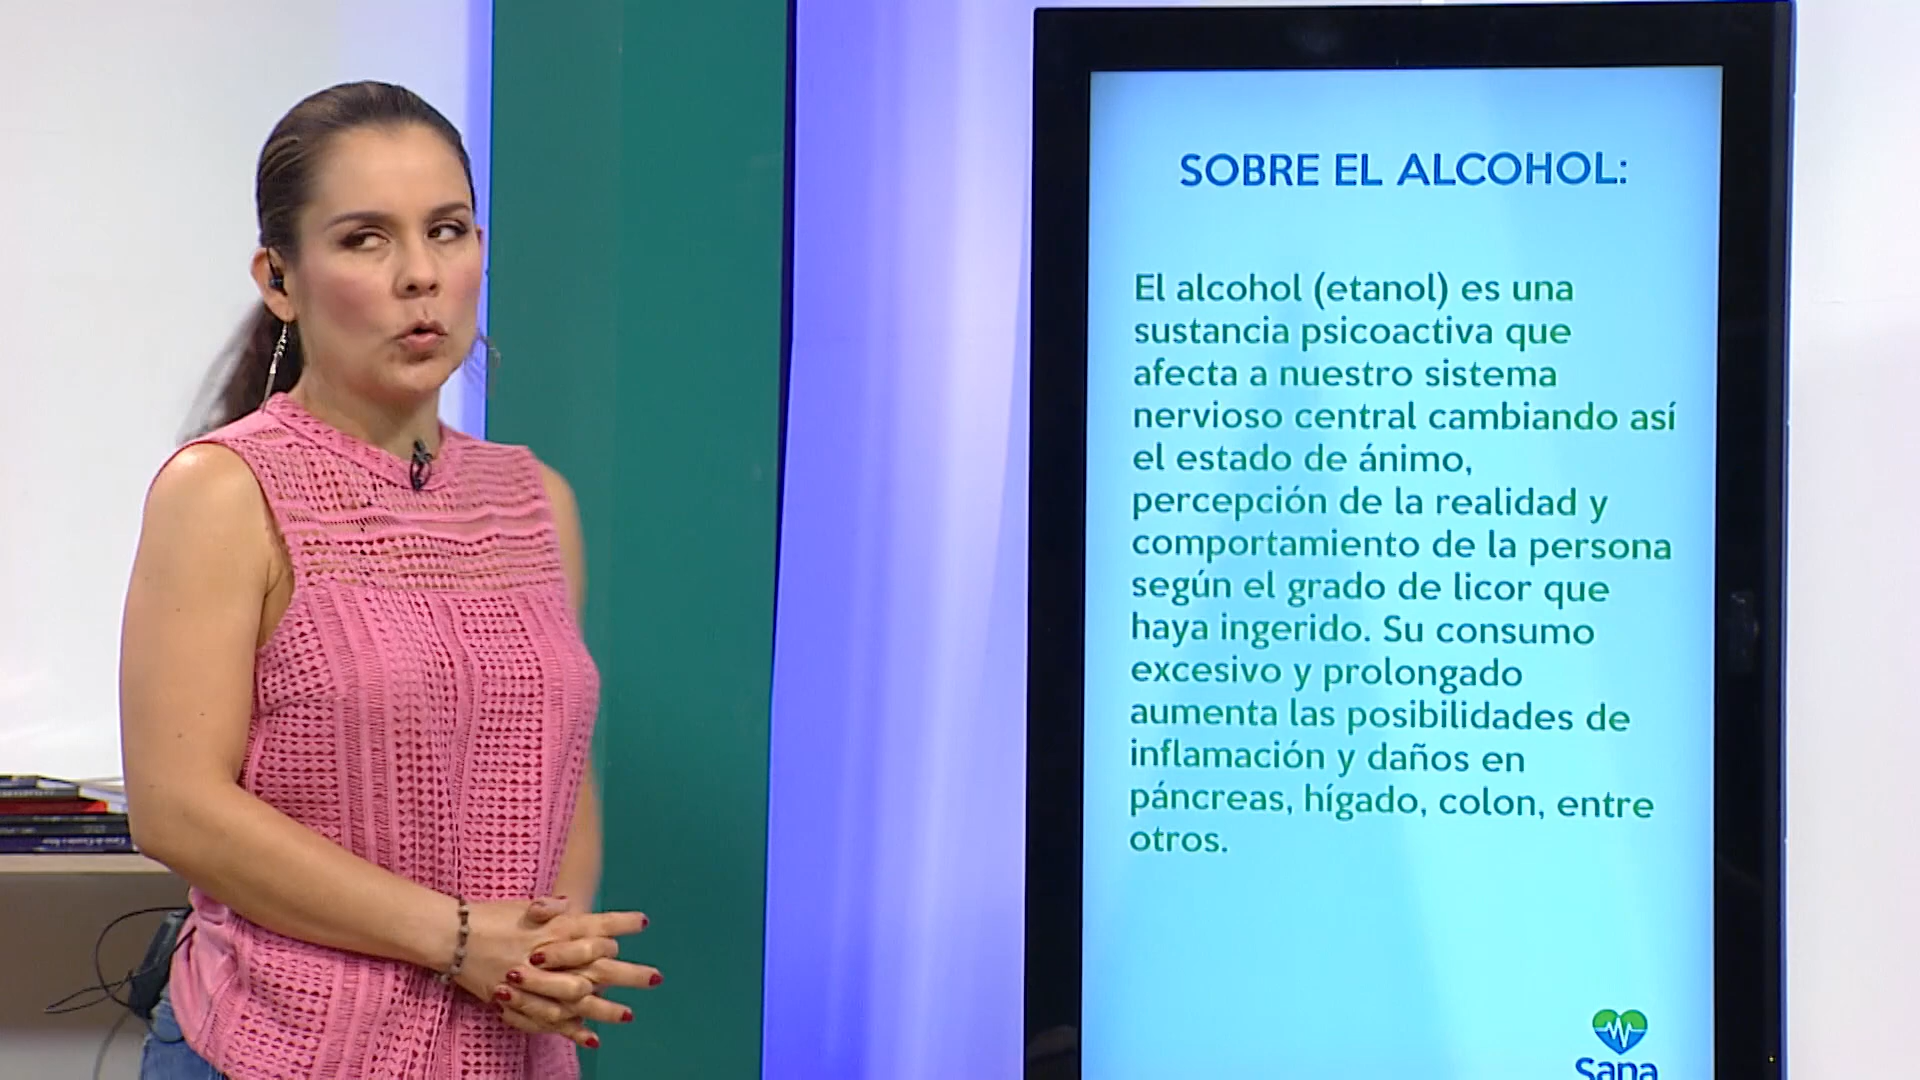 SOBRE EL ALCOHOL:
El alcohol (etanol) es una
sustancia psicoactiva que
afecta a nuestro sistema
nervioso central cambiando así
el estado de ánimo,
percepción de la realidad y
comportamiento de la persona
según el grado de licor que
haya ingerido. Su consumo
excesivo y prolongado
aumenta las posibilidades de
inflamación y daños en
páncreas, hígado, colon, entre
otros.
Sana